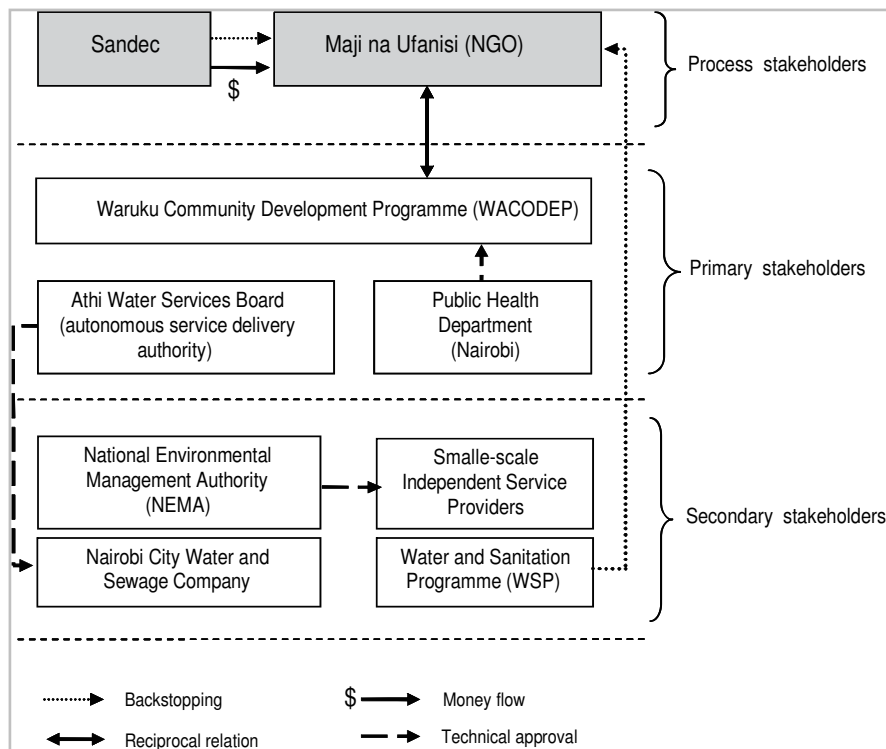 Sandec
Maji na Ufanisi (NGO)
$
Process stakeholders
Waruku Community Development Programme (WACODEP)
Athi Water Services Board
(autonomous service delivery
authority)
Public Health
Department
(Nairobi)
Primary stakeholders
National Environmental
Management Authority
(NEMA)
Smalle-scale
Independent Service
Providers
Nairobi City Water and
Sewage Company
Water and Sanitation
Programme (WSP)
Secondary stakeholders
Backstopping
$ Money flow
Reciprocal relation
Technical approval